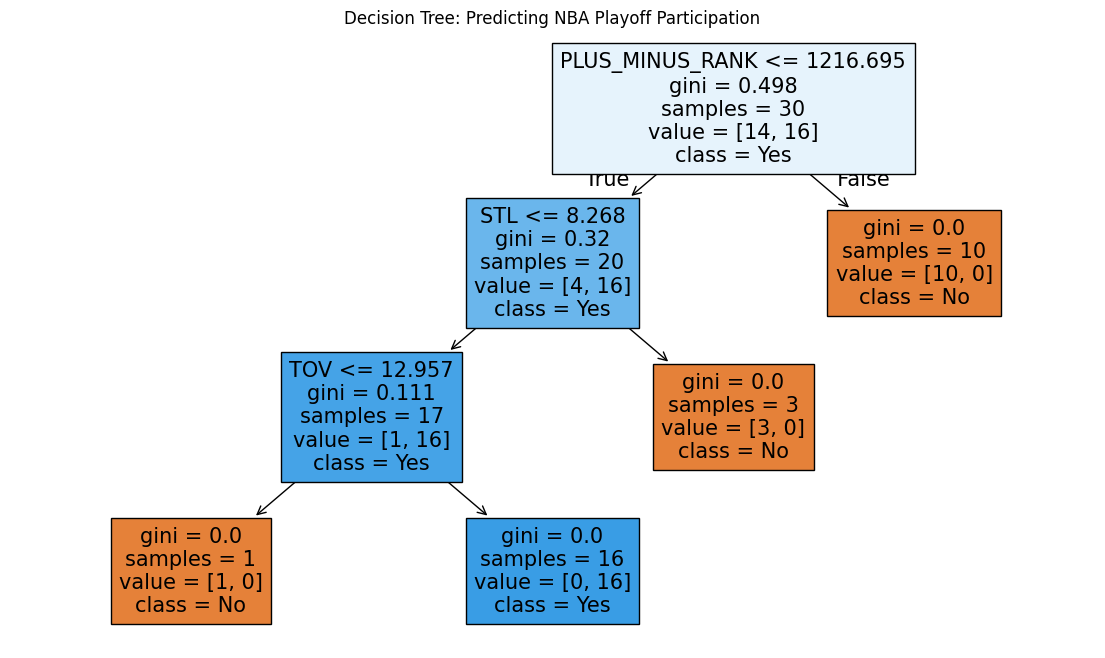 Decision Tree: Predicting NBA Playoff Participation
PLUS_MINUS_RANK <= 1216.695
gini = 0.498
samples = 30
value = [14, 16]
class = Yes
True
False
STL <= 8.268
gini = 0.32
samples = 20
value = [4, 16]
class = Yes
gini = 0.0
samples = 10
value = [10, 0]
class = No
TOV <= 12.957
gini = 0.111
samples = 17
value = [1, 16]
class = Yes
gini = 0.0
samples = 3
value = [3, 0]
class = No
gini = 0.0
samples = 1
value = [1, 0]
class = No
gini = 0.0
samples = 16
value = [0, 16]
class = Yes